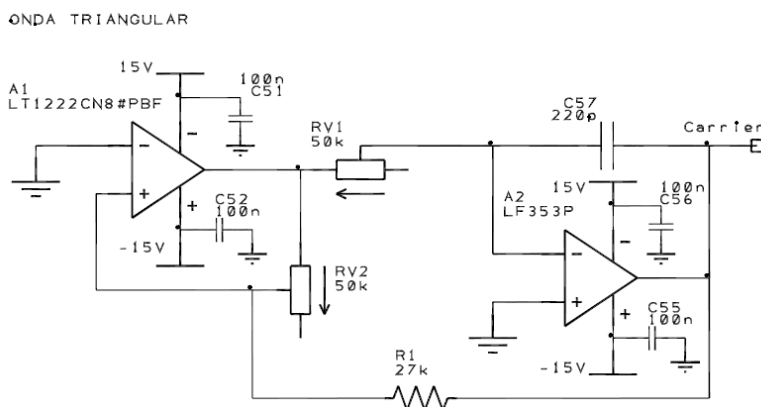 ONDA TRIANGULAR
15V
100n
C51
A1
LT1222CN8#PBF
RV1
50k
C57
220p
Carrier
C52
100n
-15V
A2
LF353P
15V
100n
C56
RV2
50k
C55
100n
-15V
R1
27k